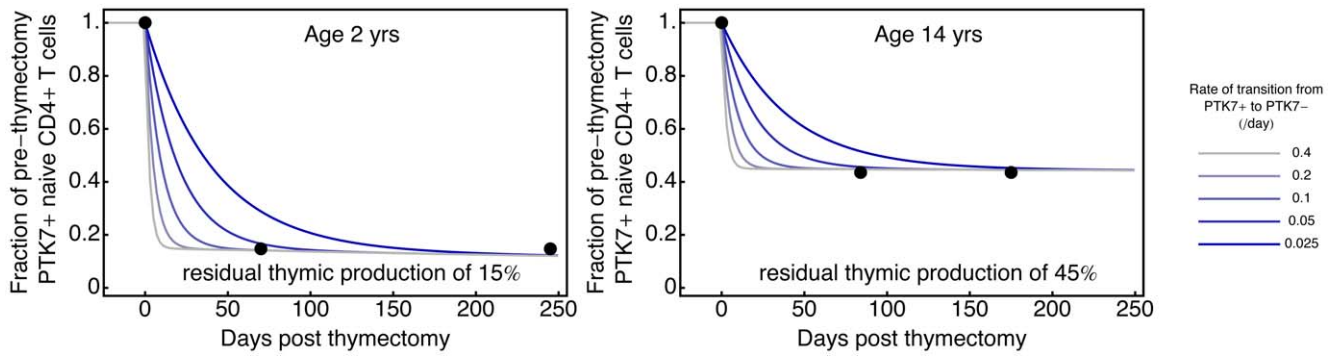 Fraction of pre−thymectomy
PTK7+ naive CD4+ T cells
1.
0.8
0.6
0.4
0.2
0
Age 2 yrs
residual thymic production of 15%
0 50 100 150 200 250
Days post thymectomy
Fraction of pre−thymectomy
PTK7+ naive CD4+ T cells
1.
0.8
0.6
0.4
0.2
0
Age 14 yrs
residual thymic production of 45%
0 50 100 150 200 250
Days post thymectomy
Rate of transition from
PTK7+ to PTK7−
(/day)
0.4
0.2
0.1
0.05
0.025